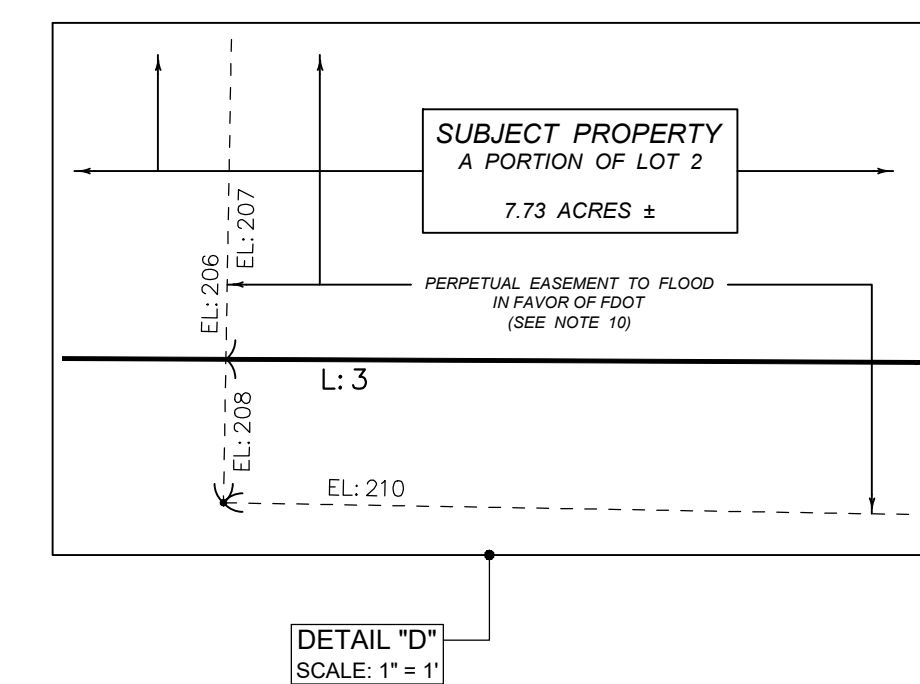 SUBJECT PROPERTY
A PORTION OF LOT 2
7.73 ACRES ±
EL: 207
EL: 206
PERPETUAL EASEMENT TO FLOOD
IN FAVOR OF FDOT
(SEE NOTE 10)
L: 3
EL: 208
EL: 210
DETAIL "D"
SCALE: 1" = 1'